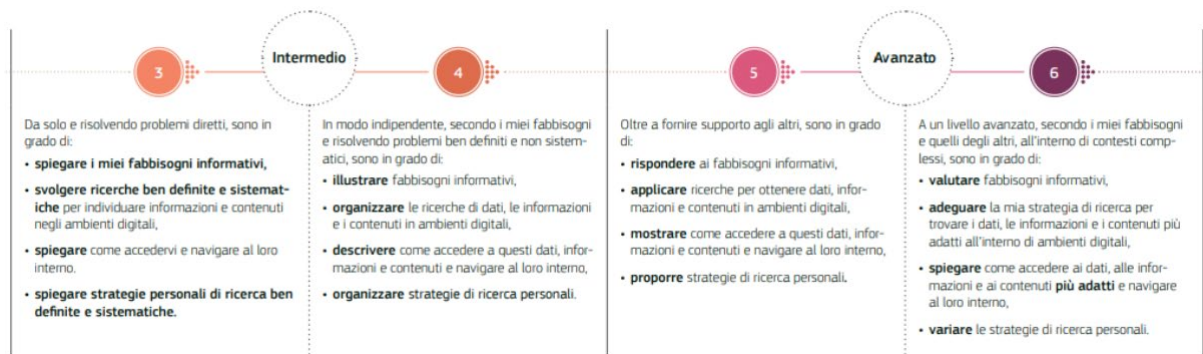 Intermedio
3
4
Da solo e risolvendo problemi diretti, sono in
grado di:
• spiegare i miei fabbisogni informativi,
• svolgere ricerche ben definite e sistemat-
iche per individuare informazioni e contenuti
negli ambienti digitali,
• spiegare come accedervi e navigare al loro
interno.
• spiegare strategie personali di ricerca ben
definite e sistematiche.
In modo indipendente, secondo i miei fabbisogni
e risolvendo problemi ben definiti e non sistem-
atici, sono in grado di:
• illustrare fabbisogni informativi,
• organizzare le ricerche di dati, le informazioni
e i contenuti in ambienti digitali,
• descrivere come accedere a questi dati, infor-
mazioni e contenuti e navigare al loro interno,
• organizzare strategie di ricerca personali.
Avanzato
5
6
Oltre a fornire supporto agli altri, sono in grado
di:
• rispondere ai fabbisogni informativi,
• applicare ricerche per ottenere dati, infor-
mazioni e contenuti in ambienti digitali,
• mostrare come accedere a questi dati, infor-
mazioni e contenuti e navigare al loro interno,
• proporre strategie di ricerca personali.
A un livello avanzato, secondo i miei fabbisogni
e quelli degli altri, all'interno di contesti comp-
lessi, sono in grado di:
• valutare fabbisogni informativi,
• adeguare la mia strategia di ricerca per
trovare i dati, le informazioni e i contenuti più
adatti all'interno di ambienti digitali,
• spiegare come accedere ai dati, alle infor-
mazioni e ai contenuti più adatti e navigare
al loro interno,
• variare le strategie di ricerca personali.